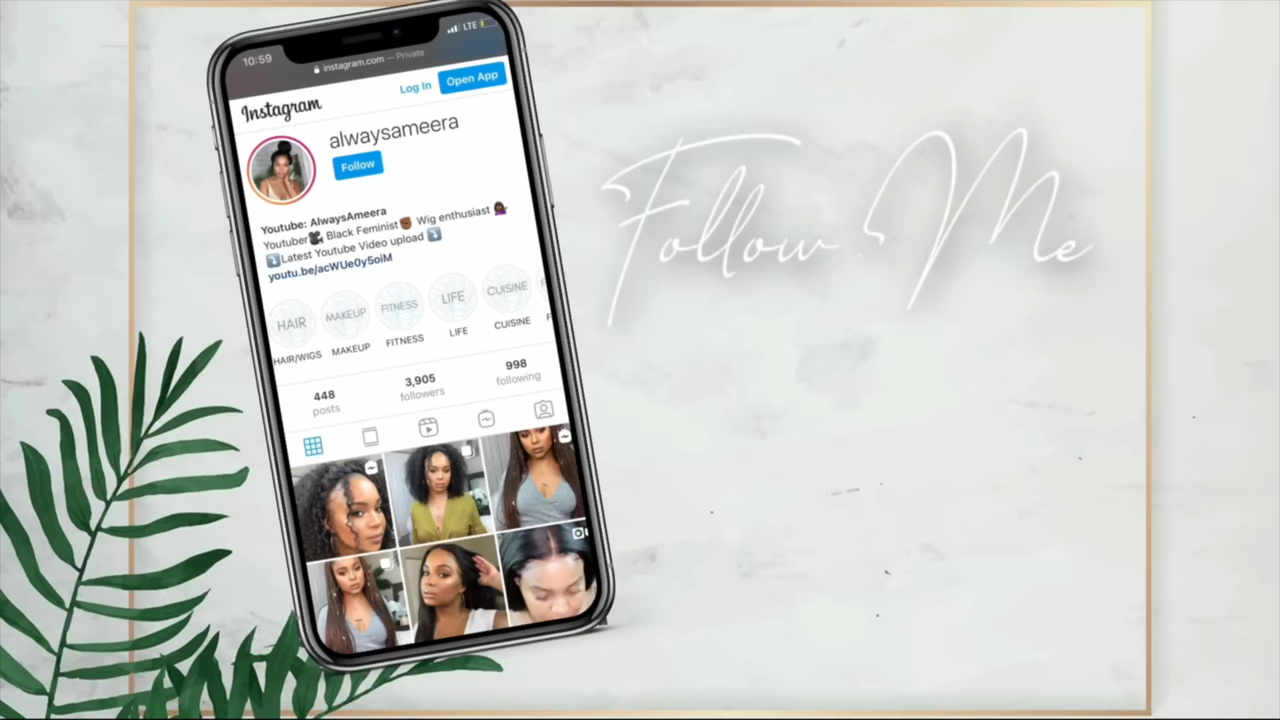 10:59
LTE
instagram.com — Private
Instagram
Log In
Open App
alwaysameera
Follow
Youtube: AlwaysAmeera
Youtuber🎥 Black Feminist✊🏾 Wig enthusiast 💁🏾‍♀️
⤵️Latest Youtube Video upload ⤵️
youtu.be/acWUe0y5oiM
HAIR
MAKEUP
FITNESS
LIFE
CUISINE
HAIR/WIGS
MAKEUP
FITNESS
LIFE
CUISINE
448
posts
3,905
followers
998
following
Follow Me